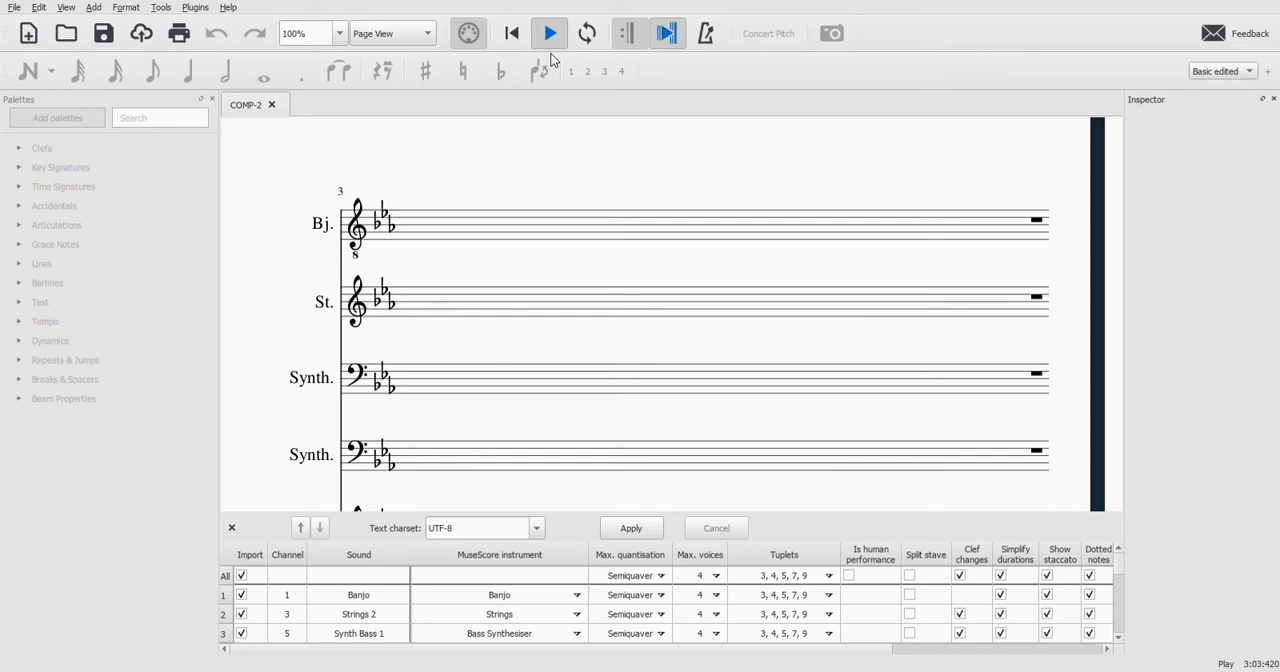 File Edit View Add Format Tools Plugins Help
100% Page View Concert Pitch Feedback
1 2 3 4 Basic edited +
Palettes
Add palettes Search
Clefs
Key Signatures
Time Signatures
Accidentals
Articulations
Grace Notes
Lines
Barlines
Text
Tempo
Dynamics
Repeats & Jumps
Breaks & Spacers
Beam Properties
COMP-2
3
Bj.
8
St.
Synth.
Synth.
Inspector
Text charset: UTF-8 Apply Cancel
Import Channel Sound MuseScore instrument Max. quantisation Max. voices Tuplets Is human performance Split stave Clef changes Simplify durations Show staccato Dotted notes
All Semiquaver 4 3, 4, 5, 7, 9
1 1 Banjo Banjo Semiquaver 4 3, 4, 5, 7, 9
2 3 Strings 2 Strings Semiquaver 4 3, 4, 5, 7, 9
3 5 Synth Bass 1 Bass Synthesiser Semiquaver 4 3, 4, 5, 7, 9
Play 3:03:420